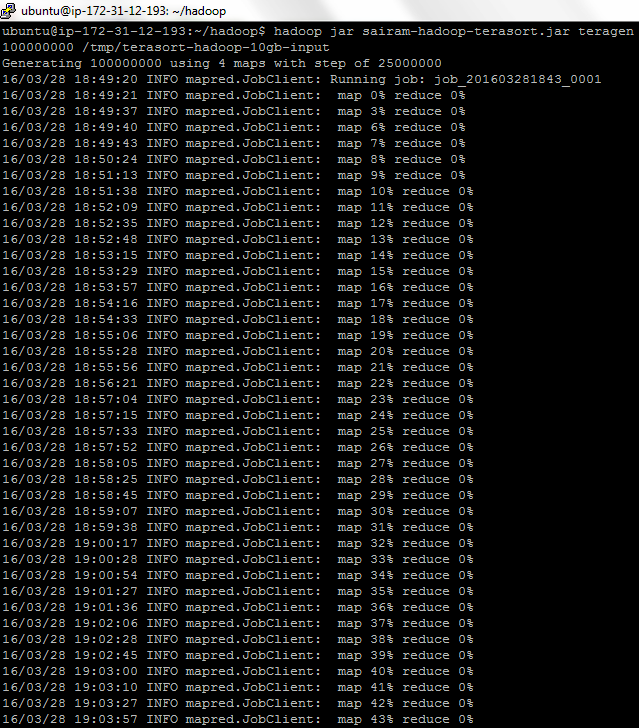 ubuntu@ip-172-31-12-193: ~/hadoop
ubuntu@ip-172-31-12-193:~/hadoop$ hadoop jar sairam-hadoop-terasort.jar teragen
100000000 /tmp/terasort-hadoop-10gb-input
Generating 100000000 using 4 maps with step of 25000000
16/03/28 18:49:20 INFO mapred.JobClient: Running job: job_201603281843_0001
16/03/28 18:49:21 INFO mapred.JobClient:  map 0% reduce 0%
16/03/28 18:49:37 INFO mapred.JobClient:  map 3% reduce 0%
16/03/28 18:49:40 INFO mapred.JobClient:  map 6% reduce 0%
16/03/28 18:49:43 INFO mapred.JobClient:  map 7% reduce 0%
16/03/28 18:50:24 INFO mapred.JobClient:  map 8% reduce 0%
16/03/28 18:51:13 INFO mapred.JobClient:  map 9% reduce 0%
16/03/28 18:51:38 INFO mapred.JobClient:  map 10% reduce 0%
16/03/28 18:52:09 INFO mapred.JobClient:  map 11% reduce 0%
16/03/28 18:52:35 INFO mapred.JobClient:  map 12% reduce 0%
16/03/28 18:52:48 INFO mapred.JobClient:  map 13% reduce 0%
16/03/28 18:53:15 INFO mapred.JobClient:  map 14% reduce 0%
16/03/28 18:53:29 INFO mapred.JobClient:  map 15% reduce 0%
16/03/28 18:53:57 INFO mapred.JobClient:  map 16% reduce 0%
16/03/28 18:54:16 INFO mapred.JobClient:  map 17% reduce 0%
16/03/28 18:54:33 INFO mapred.JobClient:  map 18% reduce 0%
16/03/28 18:55:06 INFO mapred.JobClient:  map 19% reduce 0%
16/03/28 18:55:28 INFO mapred.JobClient:  map 20% reduce 0%
16/03/28 18:55:56 INFO mapred.JobClient:  map 21% reduce 0%
16/03/28 18:56:21 INFO mapred.JobClient:  map 22% reduce 0%
16/03/28 18:57:04 INFO mapred.JobClient:  map 23% reduce 0%
16/03/28 18:57:15 INFO mapred.JobClient:  map 24% reduce 0%
16/03/28 18:57:33 INFO mapred.JobClient:  map 25% reduce 0%
16/03/28 18:57:52 INFO mapred.JobClient:  map 26% reduce 0%
16/03/28 18:58:05 INFO mapred.JobClient:  map 27% reduce 0%
16/03/28 18:58:25 INFO mapred.JobClient:  map 28% reduce 0%
16/03/28 18:58:45 INFO mapred.JobClient:  map 29% reduce 0%
16/03/28 18:59:07 INFO mapred.JobClient:  map 30% reduce 0%
16/03/28 18:59:38 INFO mapred.JobClient:  map 31% reduce 0%
16/03/28 19:00:17 INFO mapred.JobClient:  map 32% reduce 0%
16/03/28 19:00:28 INFO mapred.JobClient:  map 33% reduce 0%
16/03/28 19:00:54 INFO mapred.JobClient:  map 34% reduce 0%
16/03/28 19:01:27 INFO mapred.JobClient:  map 35% reduce 0%
16/03/28 19:01:36 INFO mapred.JobClient:  map 36% reduce 0%
16/03/28 19:02:06 INFO mapred.JobClient:  map 37% reduce 0%
16/03/28 19:02:28 INFO mapred.JobClient:  map 38% reduce 0%
16/03/28 19:02:45 INFO mapred.JobClient:  map 39% reduce 0%
16/03/28 19:03:00 INFO mapred.JobClient:  map 40% reduce 0%
16/03/28 19:03:10 INFO mapred.JobClient:  map 41% reduce 0%
16/03/28 19:03:27 INFO mapred.JobClient:  map 42% reduce 0%
16/03/28 19:03:57 INFO mapred.JobClient:  map 43% reduce 0%